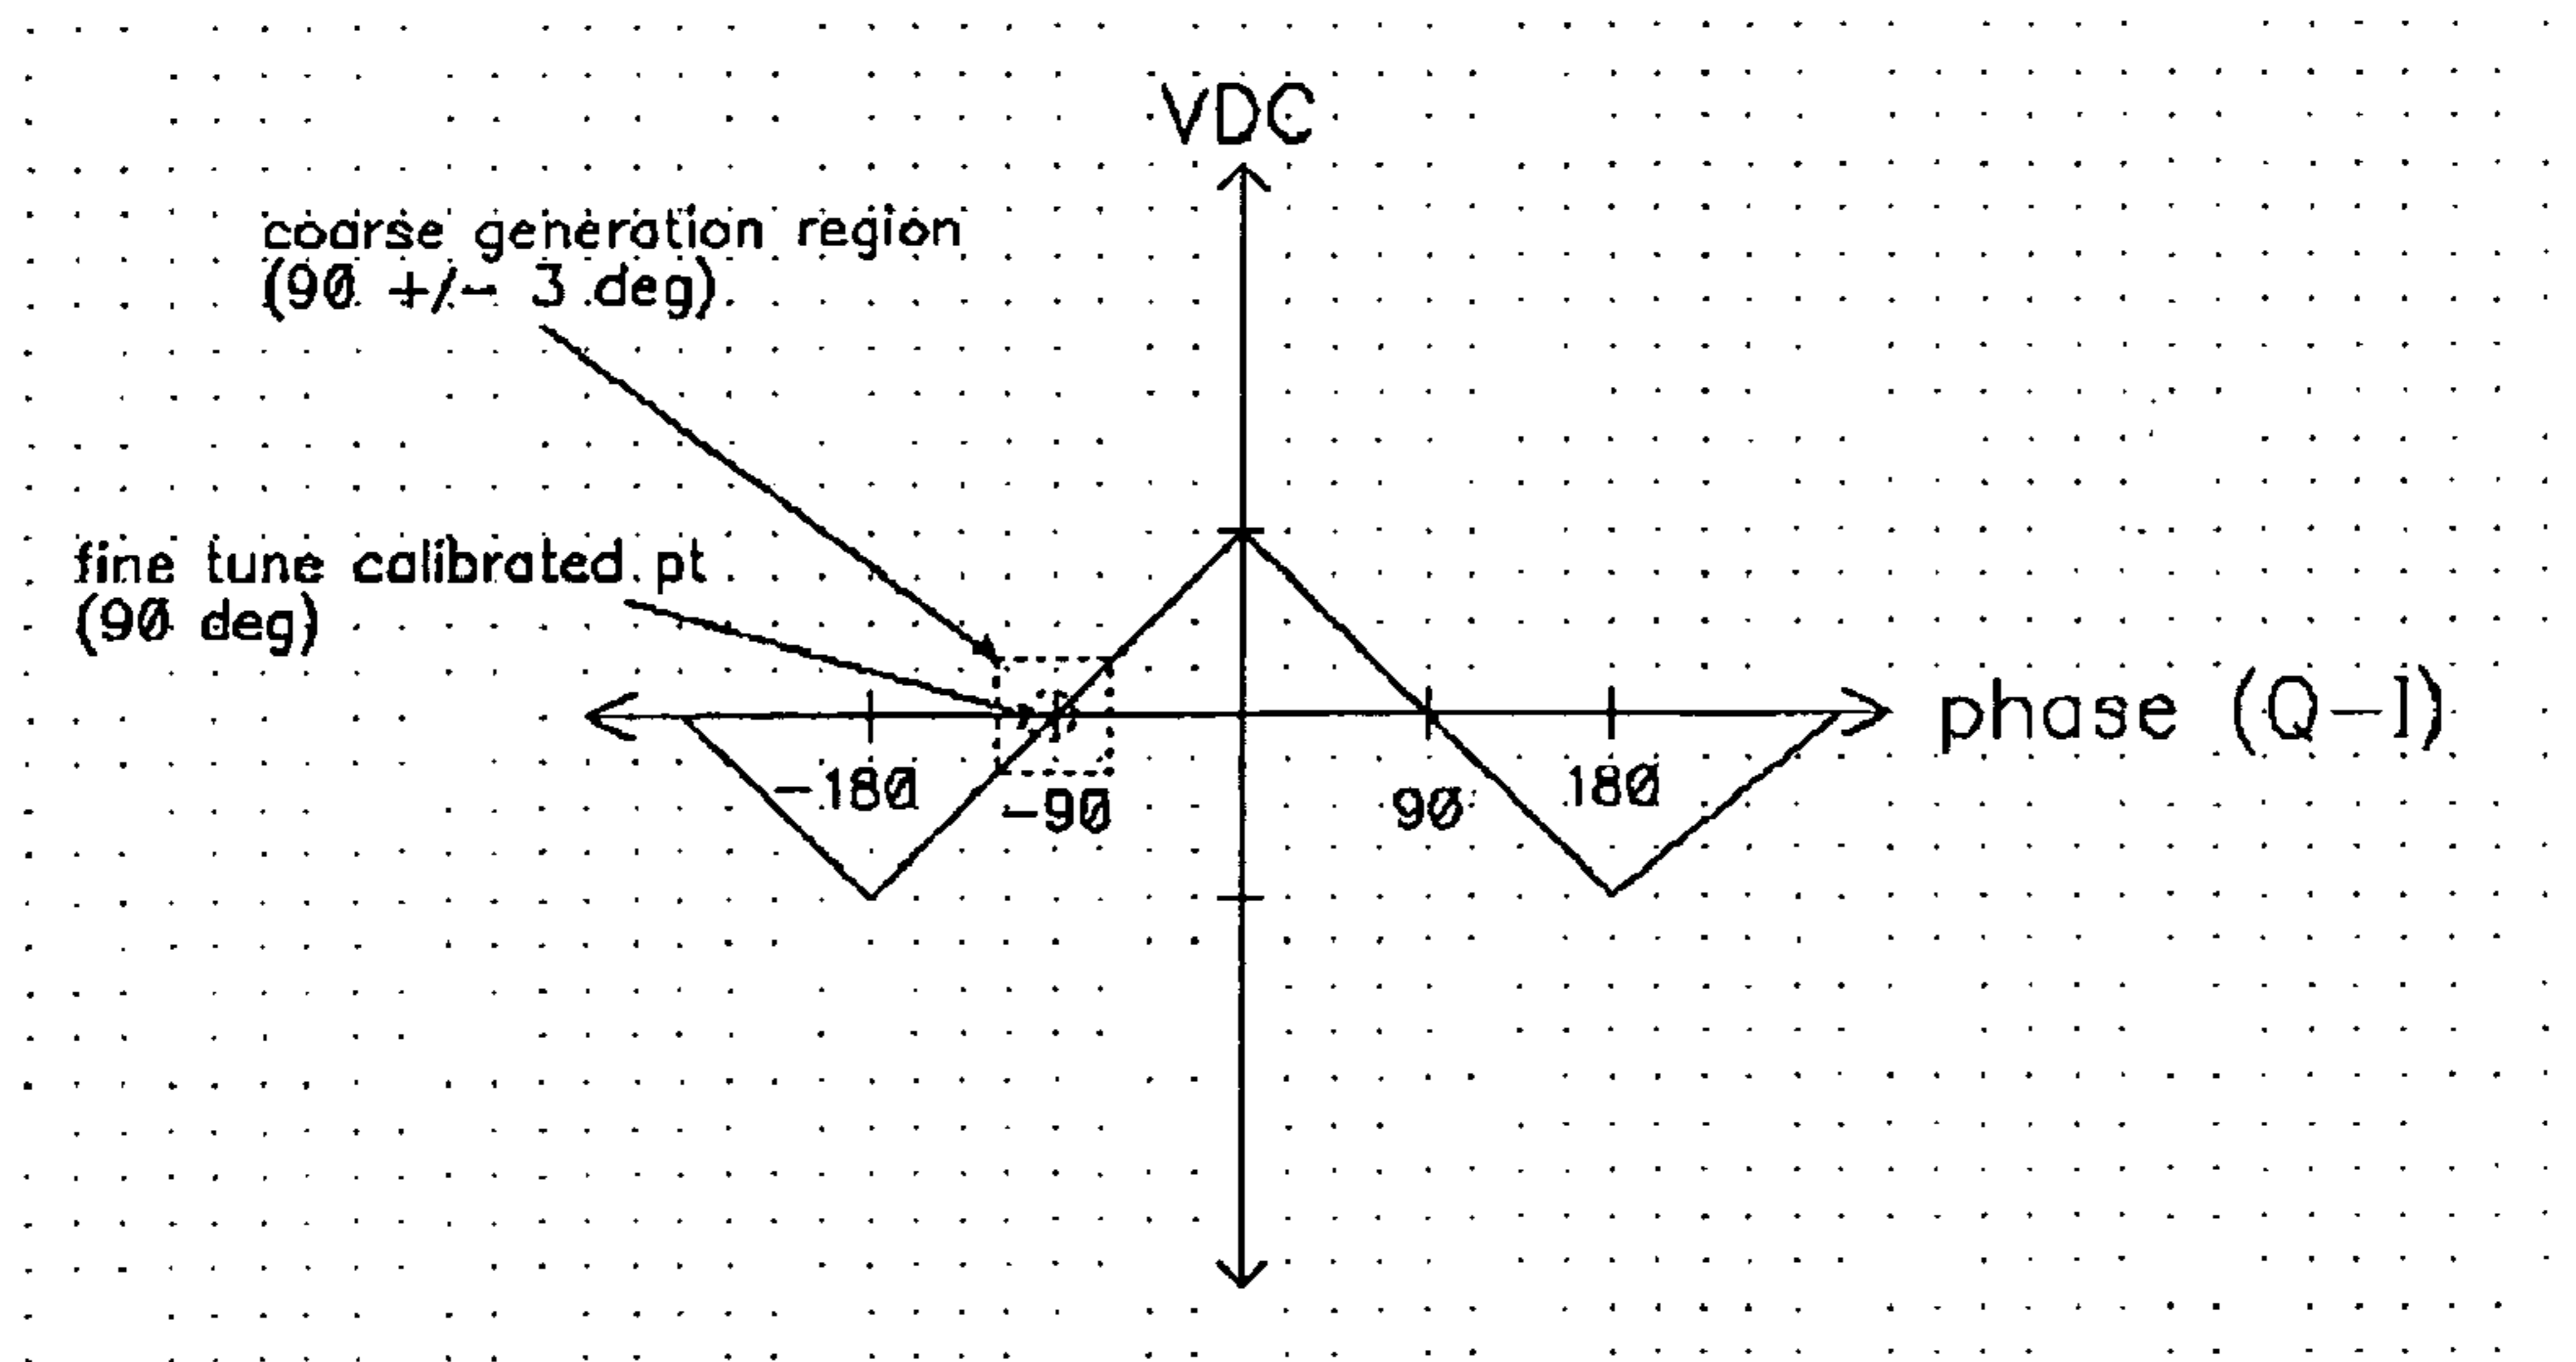 VDC
coarse generation region
(90 +/- 3 deg)
fine tune calibrated pt
(90 deg)
phase (Q-I)
-180
-90
90
180